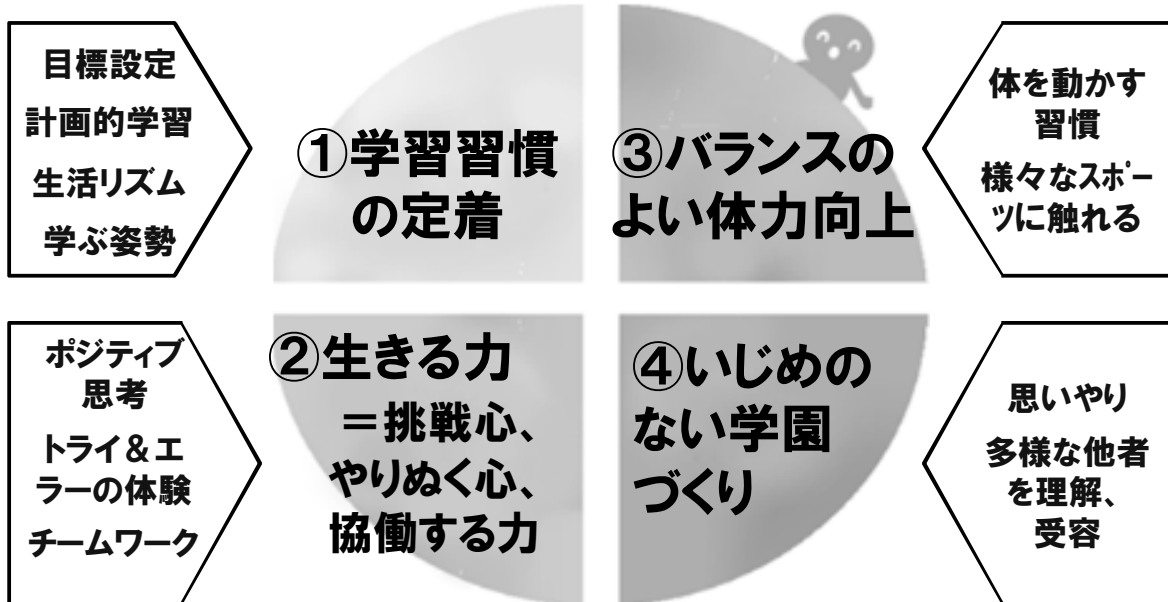 目標設定
計画的学習
生活リズム
学ぶ姿勢
①学習習慣
の定着
③バランスの
よい体力向上
体を動かす
習慣
様々なスポー
ツに触れる
ポジティブ
思考
トライ&エ
ラーの体験
チームワーク
②生きる力
=挑戦心、
やりぬく心、
協働する力
④いじめの
ない学園
づくり
思いやり
多様な他者
を理解、
受容